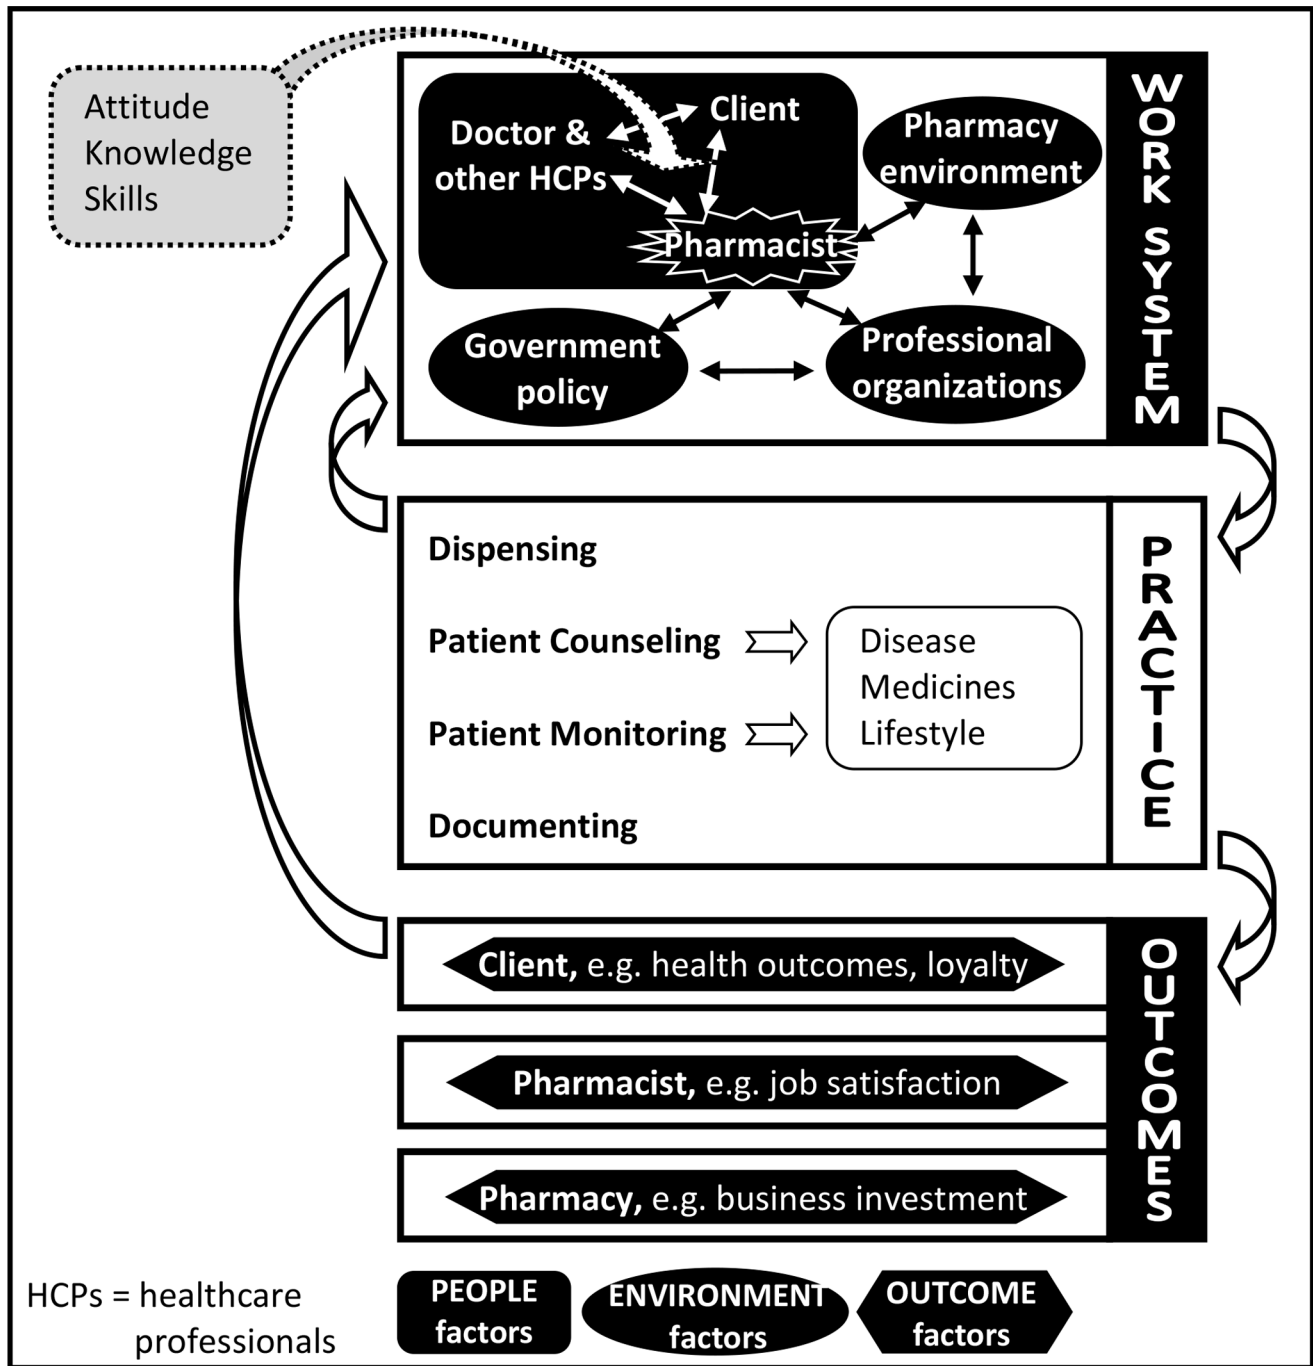 Attitude
Knowledge
Skills
Doctor &
other HCPs
Client
Pharmacist
Pharmacy
environment
Government
policy
Professional
organizations
WORK SYSTEM
Dispensing
Patient Counseling
Patient Monitoring
Documenting
Disease
Medicines
Lifestyle
PRACTICE
Client, e.g. health outcomes, loyalty
Pharmacist, e.g. job satisfaction
Pharmacy, e.g. business investment
OUTCOMES
HCPs = healthcare
professionals
PEOPLE
factors
ENVIRONMENT
factors
OUTCOME
factors